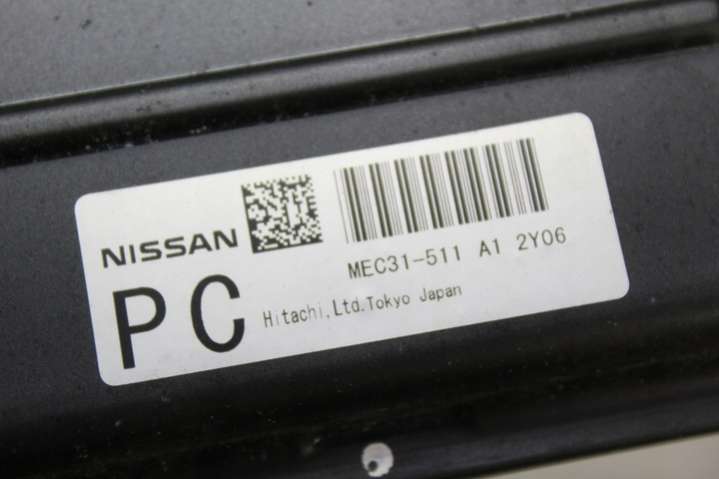 NISSAN
MEC31-511 A1 2Y06
PC
Hitachi,Ltd.Tokyo Japan